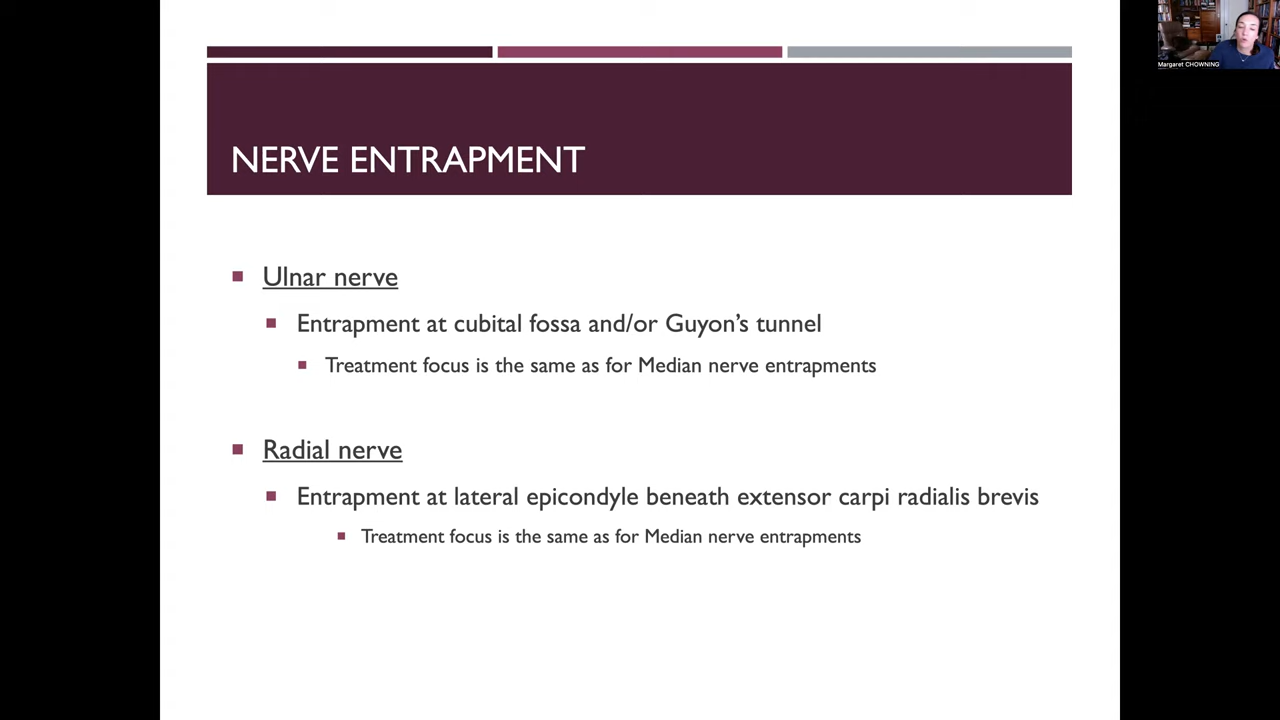 Margaret CHOWNING
NERVE ENTRAPMENT
Ulnar nerve
Entrapment at cubital fossa and/or Guyon’s tunnel
Treatment focus is the same as for Median nerve entrapments
Radial nerve
Entrapment at lateral epicondyle beneath extensor carpi radialis brevis
Treatment focus is the same as for Median nerve entrapments